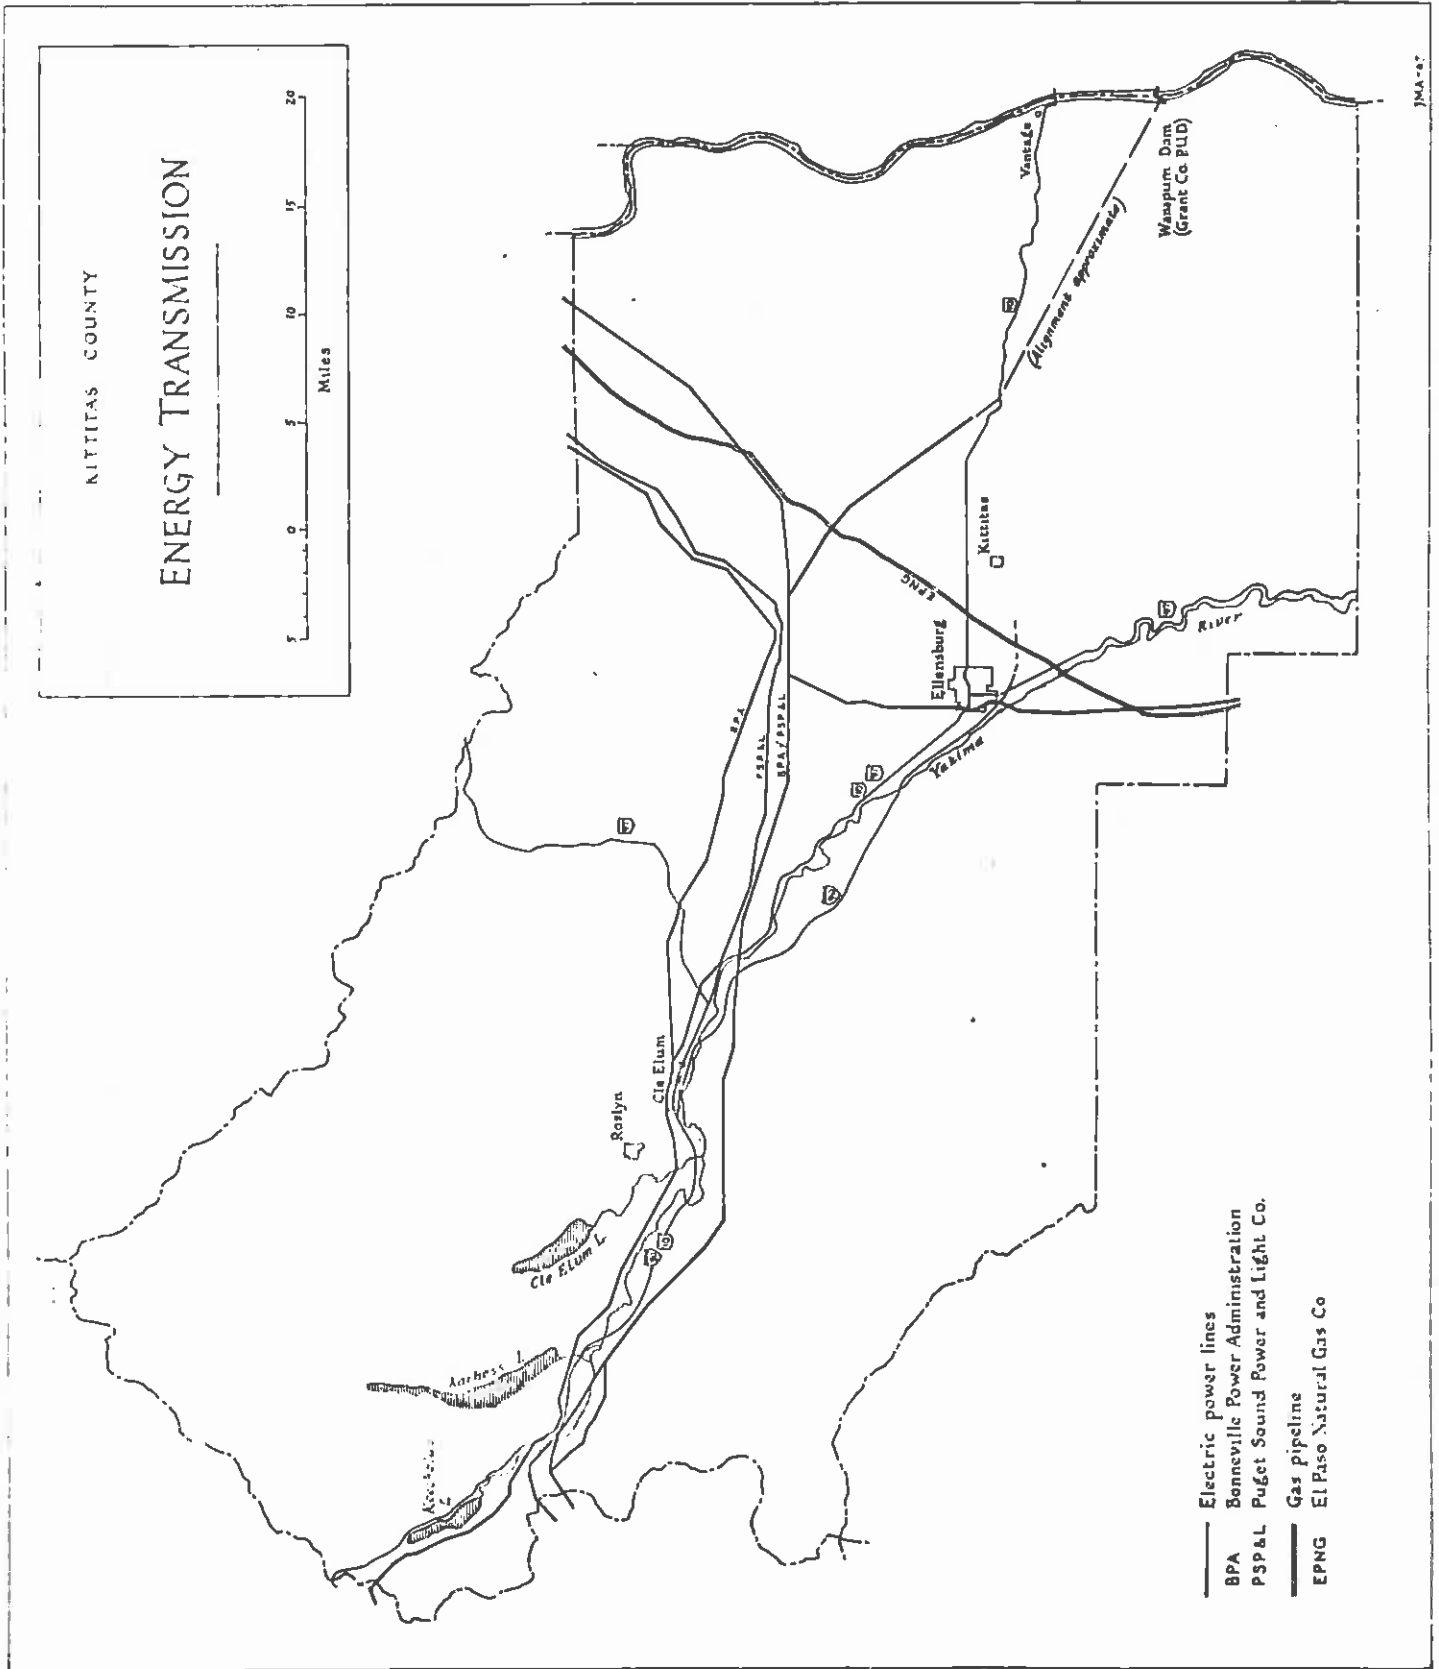 KITTITAS COUNTY
ENERGY TRANSMISSION
5 0 5 10 15 20
Miles
Vantage
Wanapum Dam
(Grant Co. PUD)
(Alignment approximate)
Kittitas
EPNG
Ellensburg
River
Yakima
BPA
PSP&L
BPA/PSP&L
Cle Elum
Roslyn
Cle Elum L.
Kachess L.
Electric power lines
BPA Bonneville Power Administration
PSP&L Puget Sound Power and Light Co.
Gas pipeline
EPNG El Paso Natural Gas Co